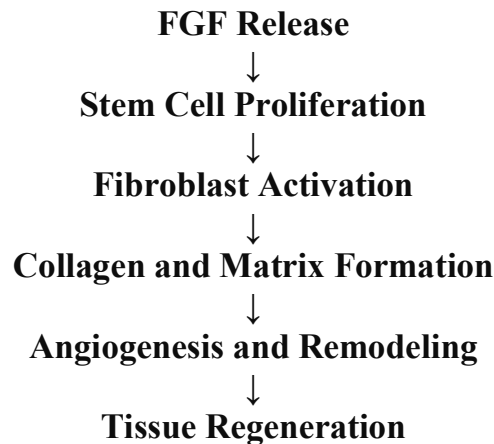 FGF Release
↓
Stem Cell Proliferation
↓
Fibroblast Activation
↓
Collagen and Matrix Formation
↓
Angiogenesis and Remodeling
↓
Tissue Regeneration